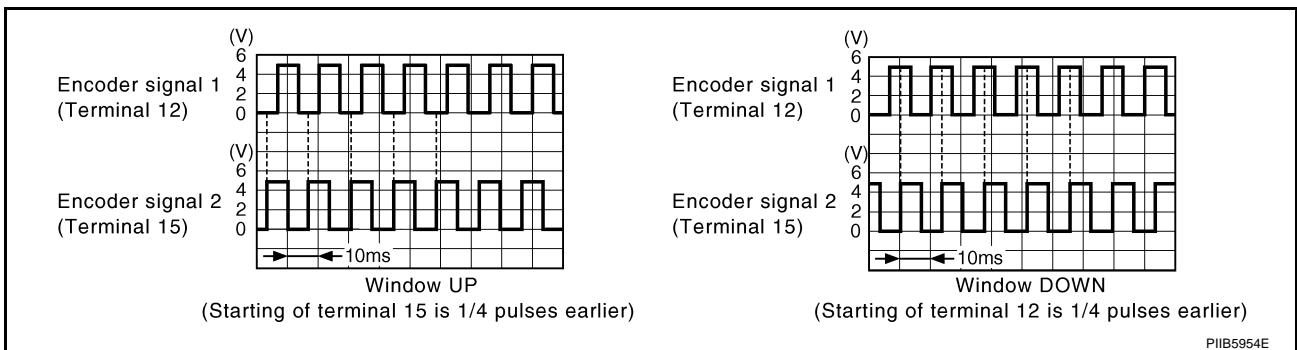 (V)
6
4
2
0
Encoder signal 1
(Terminal 12)
(V)
6
4
2
0
Encoder signal 2
(Terminal 15)
10ms
Window UP
(Starting of terminal 15 is 1/4 pulses earlier)
(V)
6
4
2
0
Encoder signal 1
(Terminal 12)
(V)
6
4
2
0
Encoder signal 2
(Terminal 15)
10ms
Window DOWN
(Starting of terminal 12 is 1/4 pulses earlier)
PIIB5954E